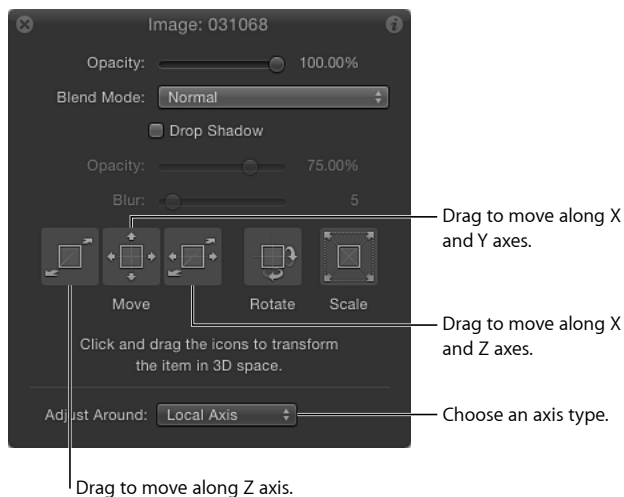 Image: 031068
Opacity: 100.00%
Blend Mode: Normal
Drop Shadow
Opacity: 75.00%
Blur: 5
Drag to move along X
and Y axes.
Move Rotate Scale
Drag to move along X
and Z axes.
Click and drag the icons to transform
the item in 3D space.
Adjust Around: Local Axis
Choose an axis type.
Drag to move along Z axis.